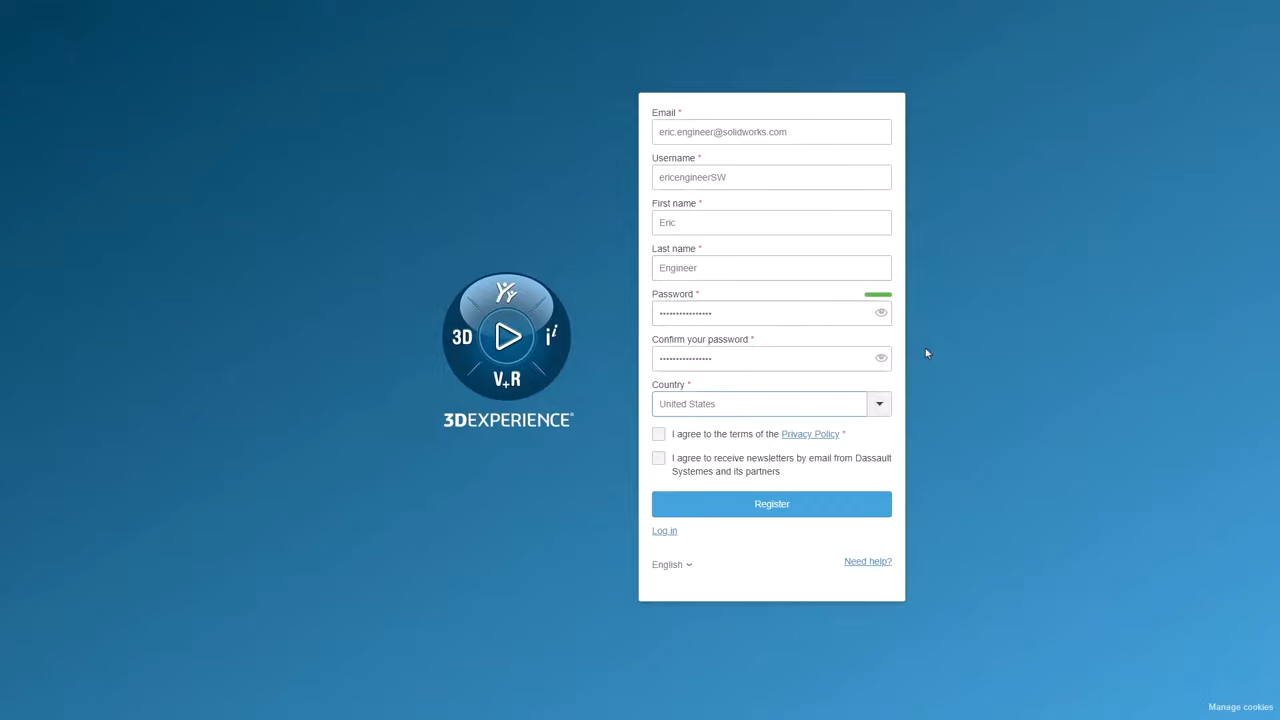 Email *
eric.engineer@solidworks.com
Username *
ericengineerSW
First name *
Eric
Last name *
Engineer
Password *
••••••••••••••••
Confirm your password *
••••••••••••••••
Country *
United States
I agree to the terms of the Privacy Policy *
I agree to receive newsletters by email from Dassault
Systemes and its partners
Register
Log in
English
Need help?
3D
i
V+R
3DEXPERIENCE®
Manage cookies